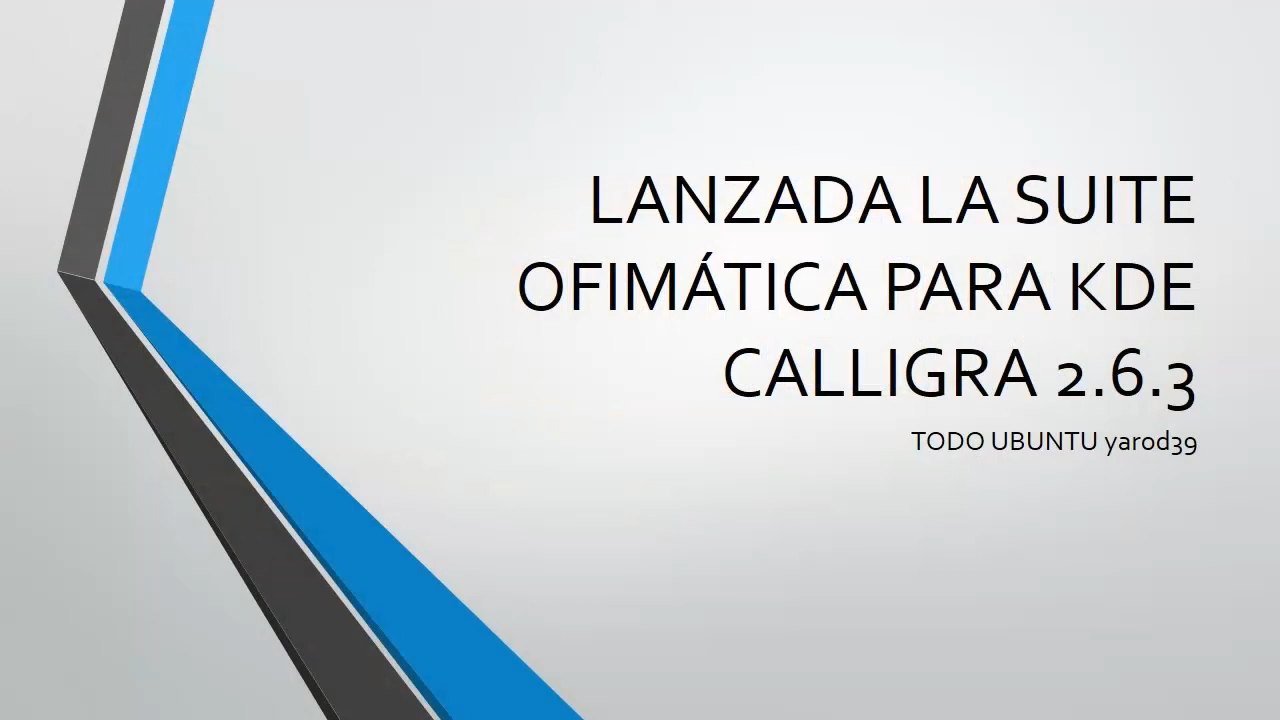 LANZADA LA SUITE
OFIMÁTICA PARA KDE
CALLIGRA 2.6.3
TODO UBUNTU yarod39